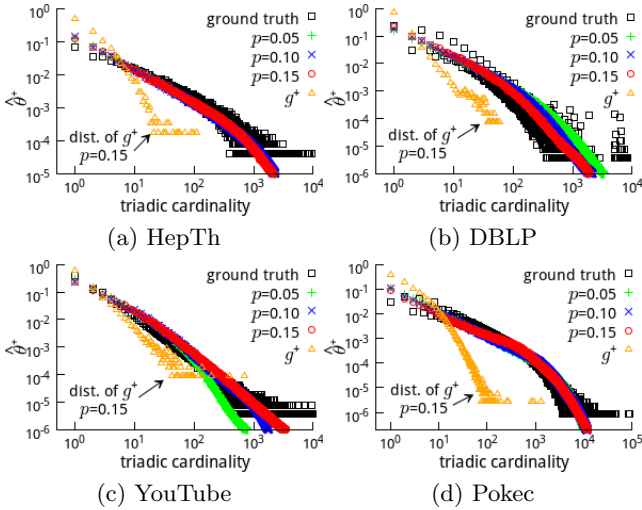 10^0
10^-1
10^-2
10^-3
10^-4
10^-5
θ̂^+
ground truth
p=0.05
p=0.10
p=0.15
g^+
dist. of g^+
p=0.15
10^0 10^1 10^2 10^3 10^4
triadic cardinality
(a) HepTh
10^0
10^-1
10^-2
10^-3
10^-4
10^-5
θ̂^+
ground truth
p=0.05
p=0.10
p=0.15
g^+
dist. of g^+
p=0.15
10^0 10^1 10^2 10^3 10^4 10^5
triadic cardinality
(b) DBLP
10^0
10^-1
10^-2
10^-3
10^-4
10^-5
10^-6
θ̂^+
ground truth
p=0.05
p=0.10
p=0.15
g^+
dist. of g^+
p=0.15
10^0 10^1 10^2 10^3 10^4
triadic cardinality
(c) YouTube
10^0
10^-1
10^-2
10^-3
10^-4
10^-5
10^-6
θ̂^+
ground truth
p=0.05
p=0.10
p=0.15
g^+
dist. of g^+
p=0.15
10^0 10^1 10^2 10^3 10^4 10^5
triadic cardinality
(d) Pokec